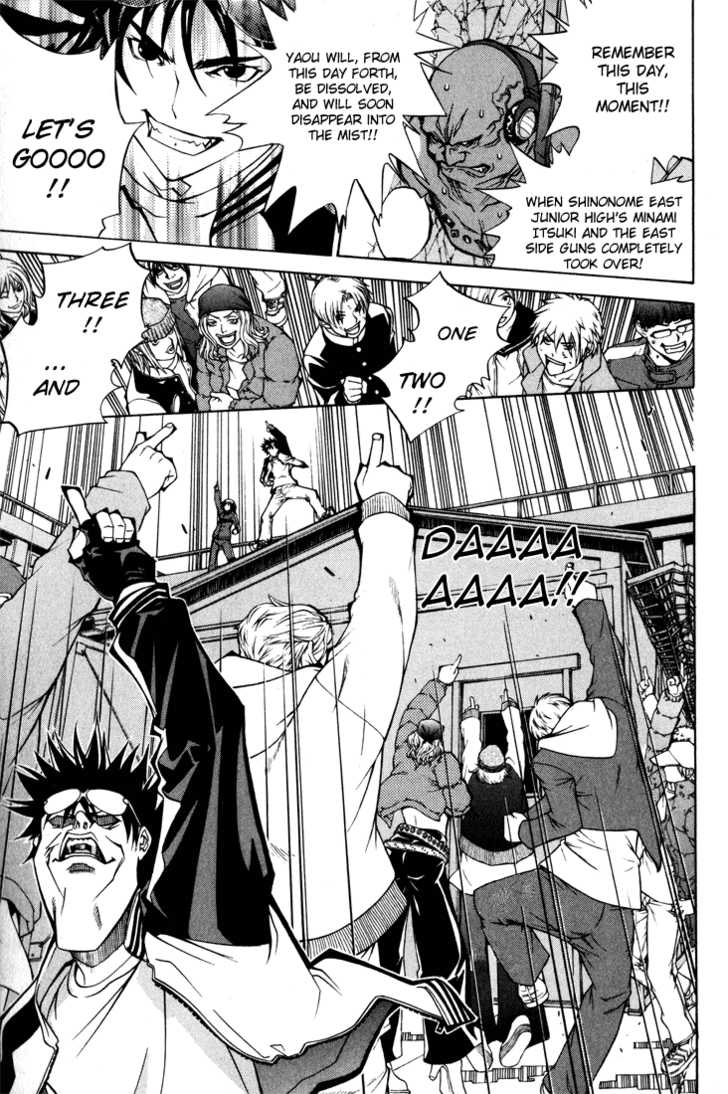 REMEMBER
THIS DAY,
THIS
MOMENT!!
WHEN SHINONOME EAST
JUNIOR HIGH'S MINAMI
ITSUKI AND THE EAST
SIDE GUNS COMPLETELY
TOOK OVER!
YAOU WILL, FROM
THIS DAY FORTH,
BE DISSOLVED,
AND WILL SOON
DISAPPEAR INTO
THE MIST!!
LET'S
GOOOO
!!
ONE
TWO
!!
THREE
!!
...
AND
DAAAA
AAAA!!